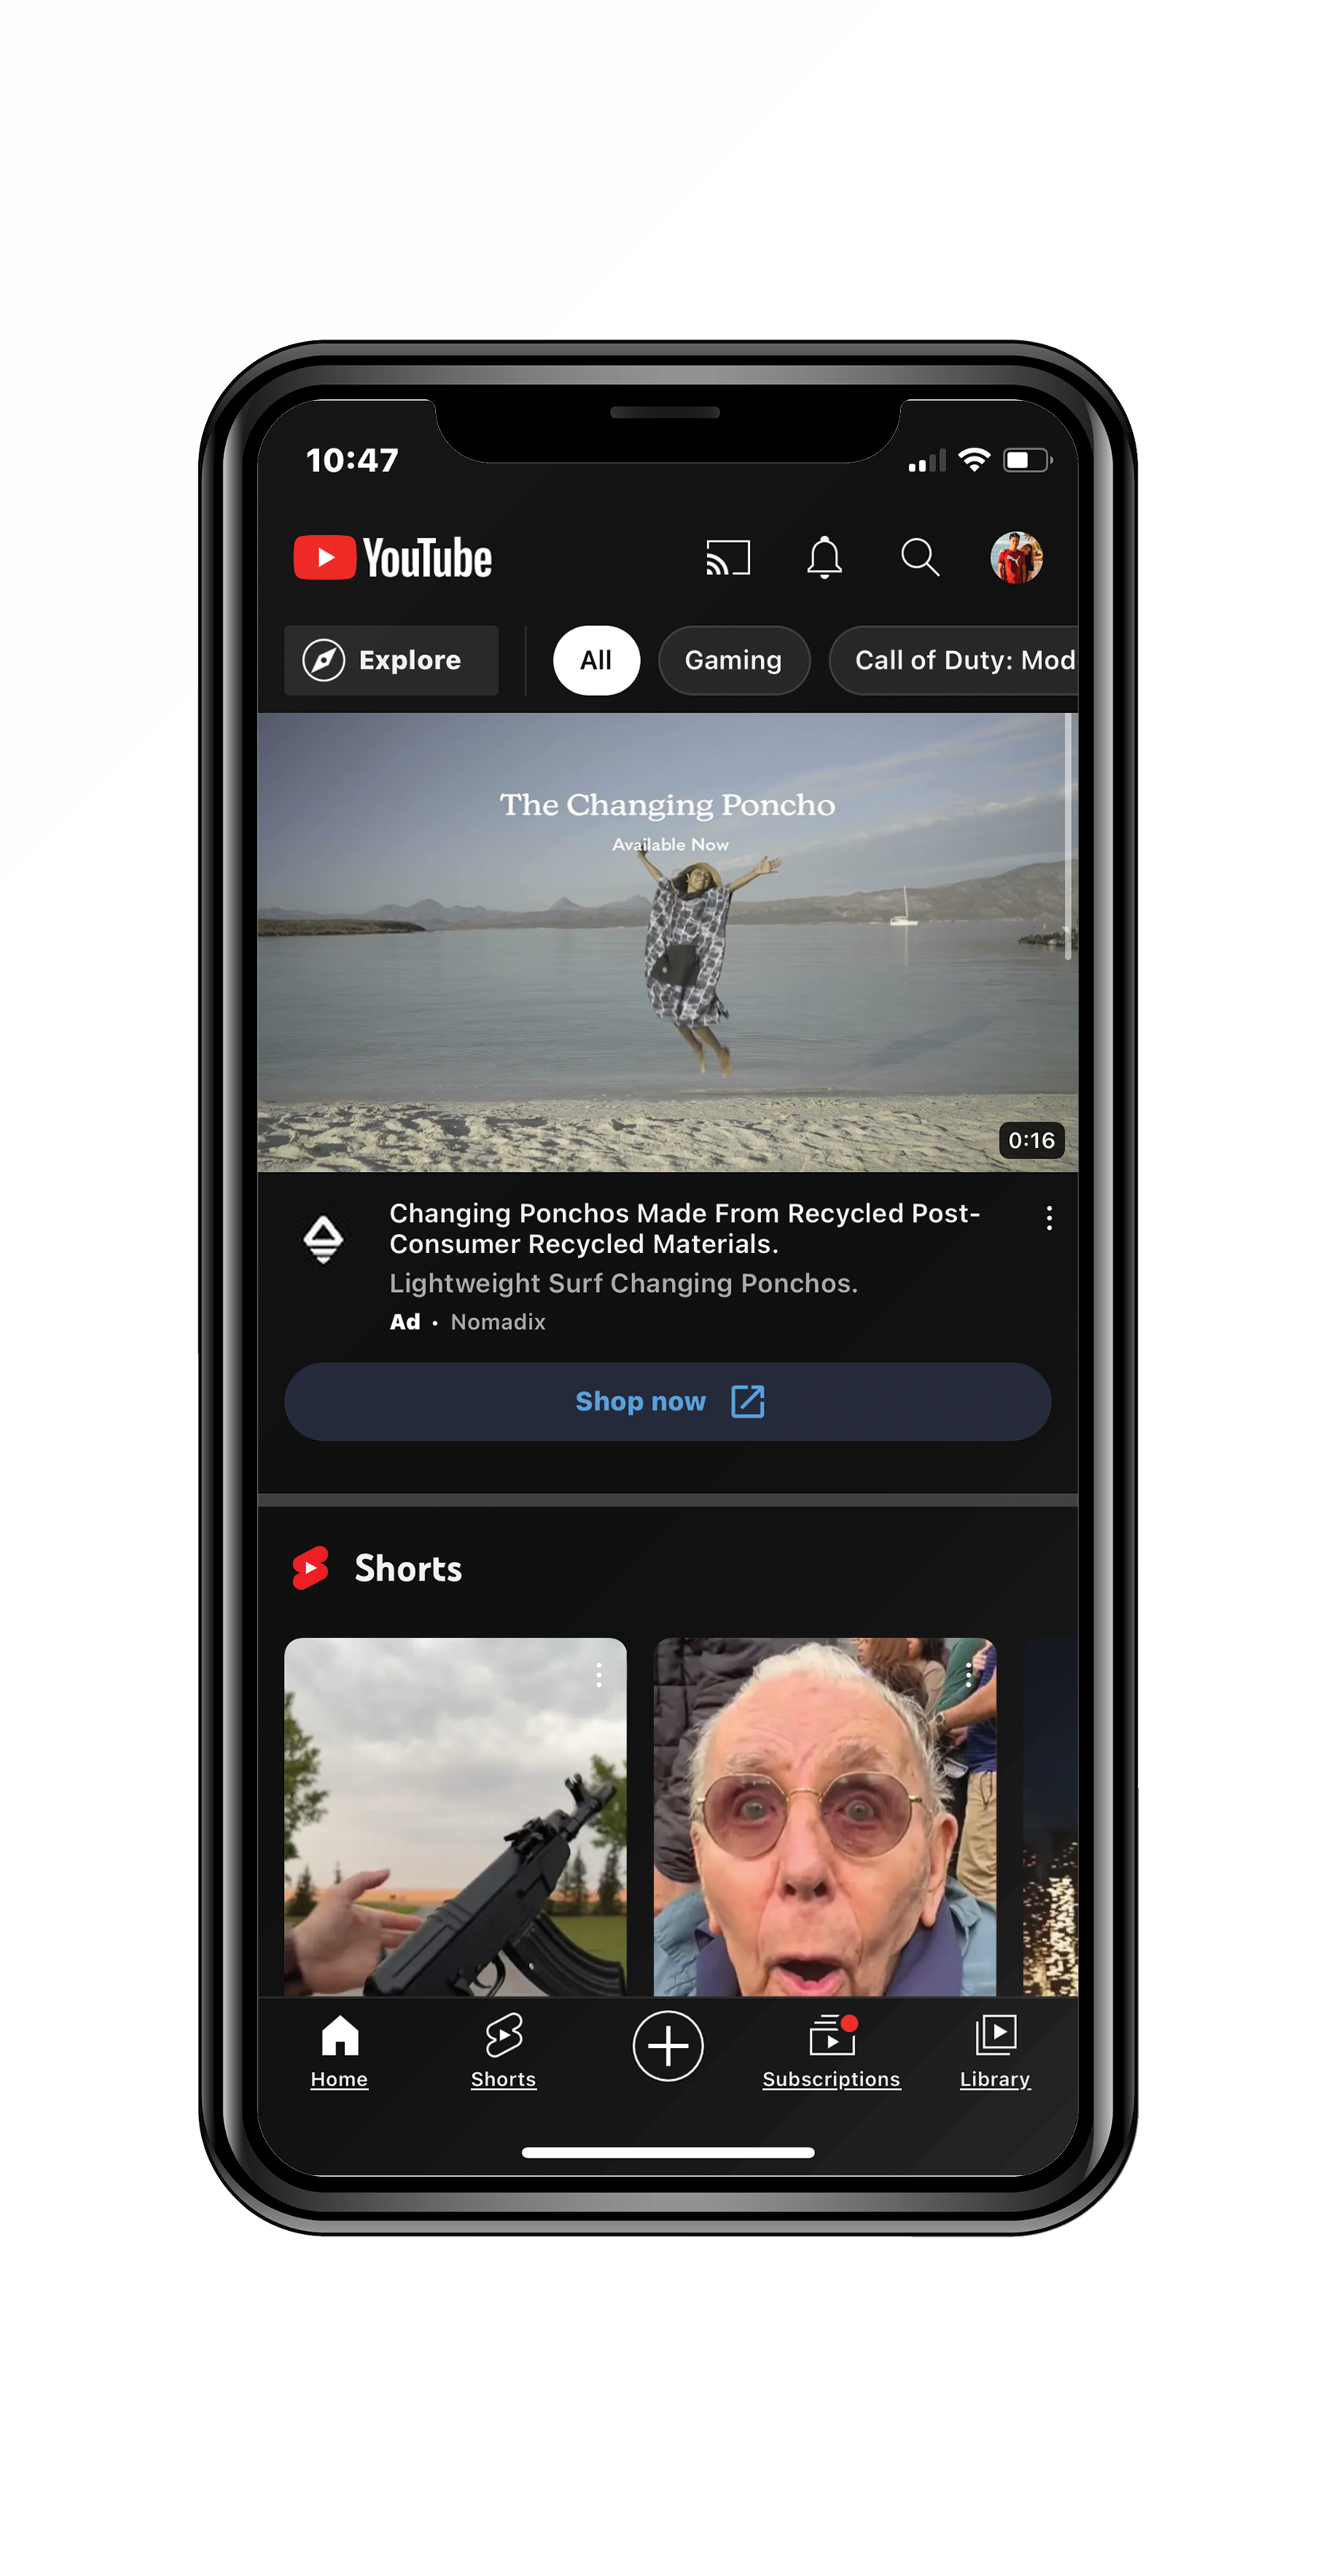 10:47
YouTube
Explore
All
Gaming
Call of Duty: Mod
The Changing Poncho
Available Now
0:16
Changing Ponchos Made From Recycled Post-
Consumer Recycled Materials.
Lightweight Surf Changing Ponchos.
Ad • Nomadix
Shop now
Shorts
Home
Shorts
Subscriptions
Library